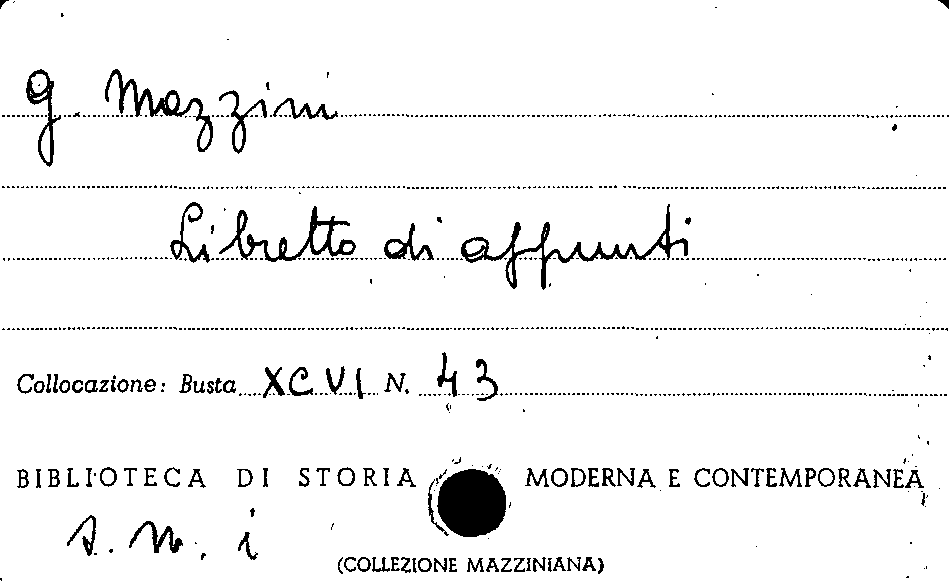 G. Mazzini
Libretto di appunti
Collocazione: Busta XCVI N. 43
BIBLIOTECA DI STORIA MODERNA E CONTEMPORANEA
s. m. i
(COLLEZIONE MAZZINIANA)